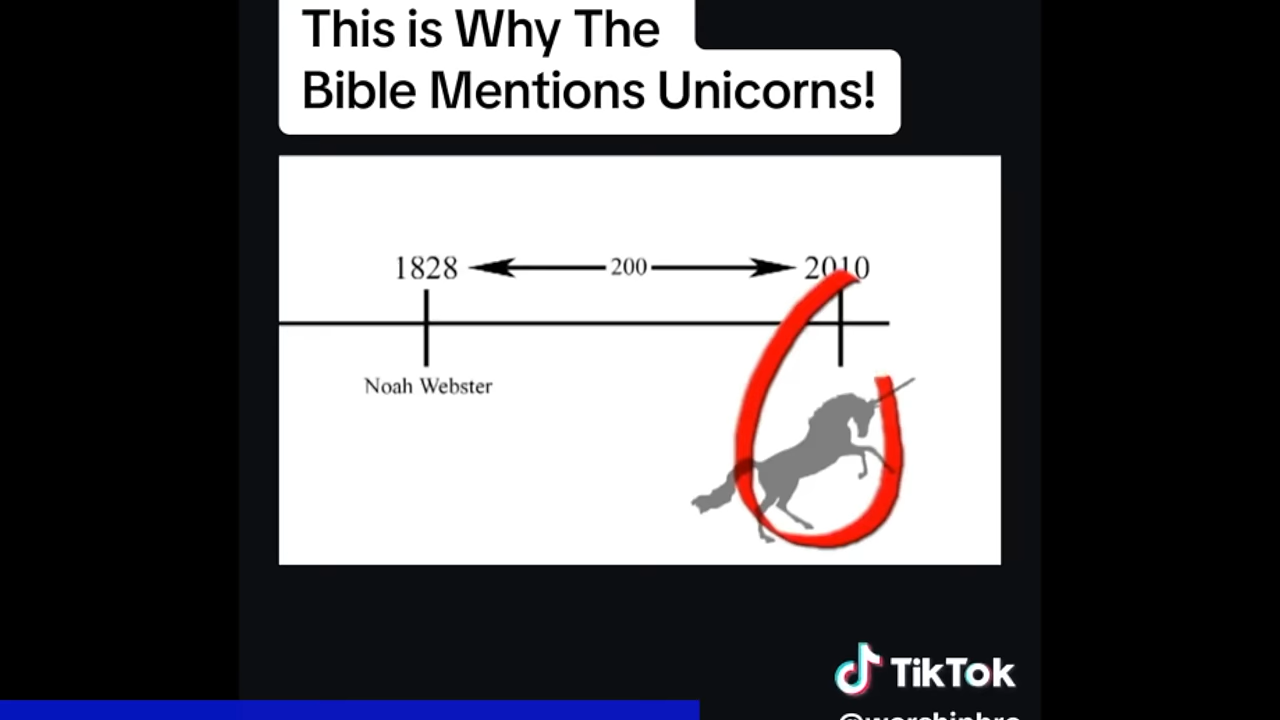 This is Why The
Bible Mentions Unicorns!
1828 200 2010
Noah Webster
TikTok